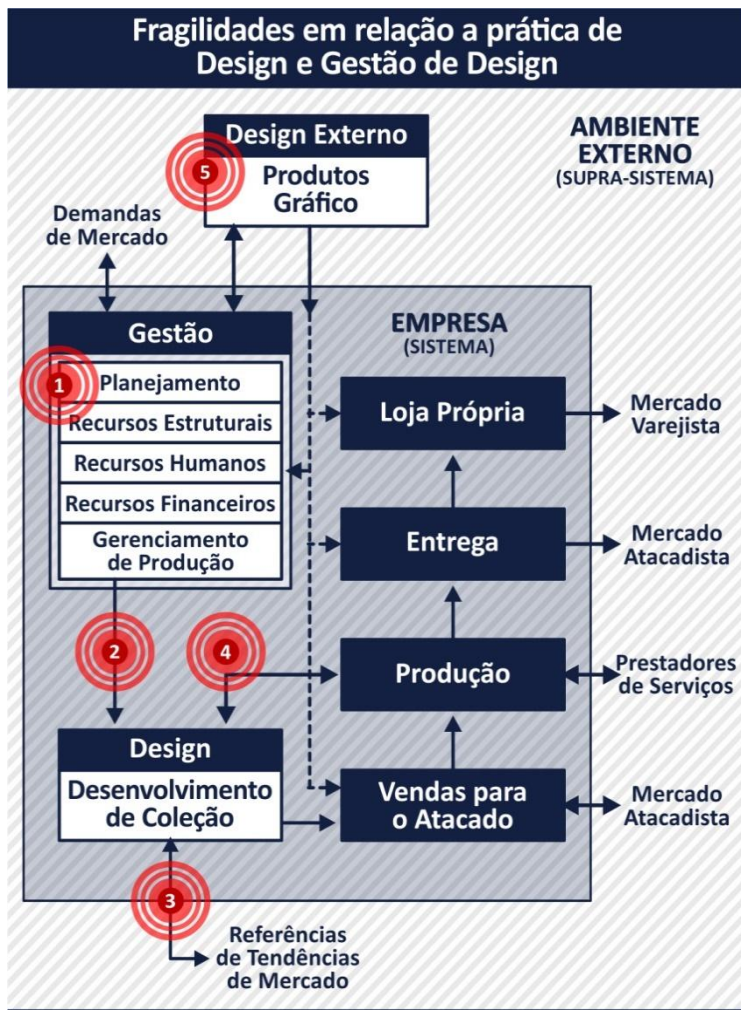 Fragilidades em relação a prática de
Design e Gestão de Design
Design Externo
5
Produtos
Gráfico
AMBIENTE
EXTERNO
(SUPRA-SISTEMA)
Demandas
de Mercado
Gestão
1
Planejamento
Recursos Estruturais
Recursos Humanos
Recursos Financeiros
Gerenciamento
de Produção
EMPRESA
(SISTEMA)
Loja Própria
Mercado
Varejista
Entrega
Mercado
Atacadista
2
4
Produção
Prestadores
de Serviços
Design
Desenvolvimento
de Coleção
Vendas para
o Atacado
Mercado
Atacadista
3
Referências
de Tendências
de Mercado